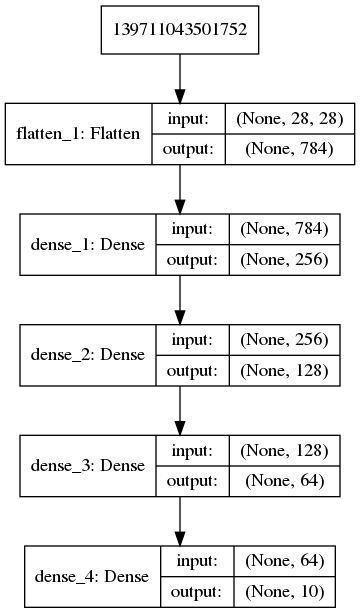 139711043501752
flatten_1: Flatten
input: (None, 28, 28)
output: (None, 784)
dense_1: Dense
input: (None, 784)
output: (None, 256)
dense_2: Dense
input: (None, 256)
output: (None, 128)
dense_3: Dense
input: (None, 128)
output: (None, 64)
dense_4: Dense
input: (None, 64)
output: (None, 10)